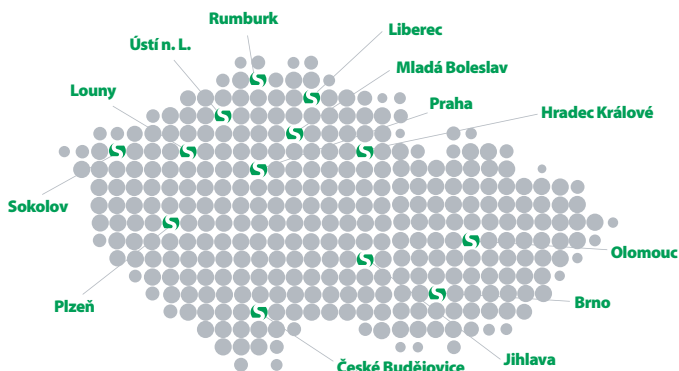 Rumburk
Liberec
Ústí n. L.
Mladá Boleslav
Louny
Praha
Hradec Králové
Sokolov
Olomouc
Plzeň
Brno
Jihlava
České Budějovice